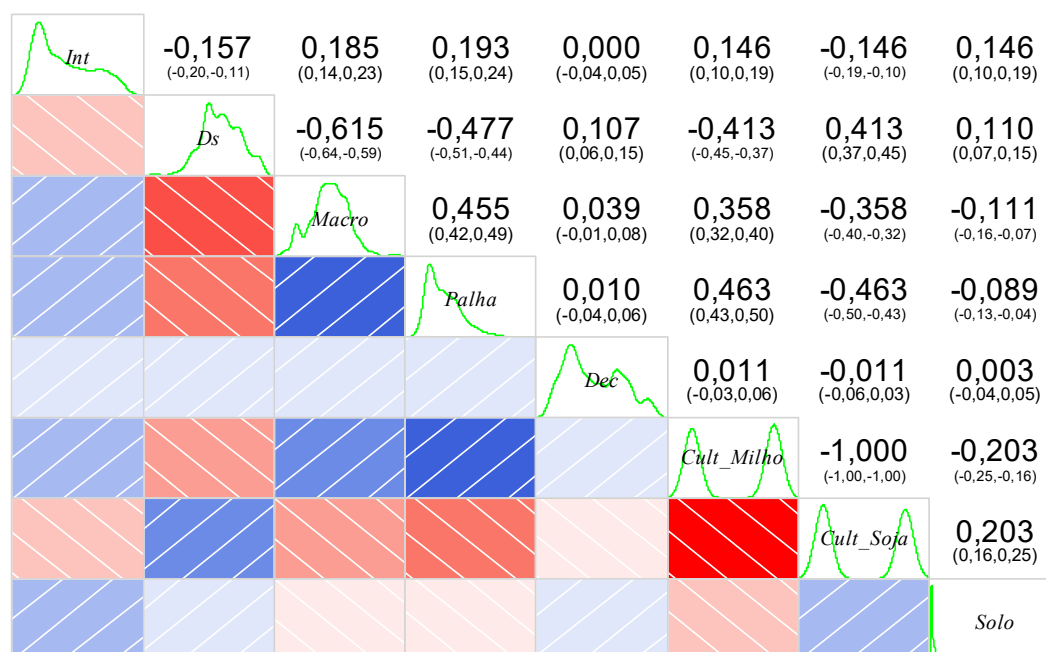 Int -0,157 0,185 0,193 0,000 0,146 -0,146 0,146
(-0,20,-0,11) (0,14,0,23) (0,15,0,24) (-0,04,0,05) (0,10,0,19) (-0,19,-0,10) (0,10,0,19)
Ds -0,615 -0,477 0,107 -0,413 0,413 0,110
(-0,64,-0,59) (-0,51,-0,44) (0,06,0,15) (-0,45,-0,37) (0,37,0,45) (0,07,0,15)
Macro 0,455 0,039 0,358 -0,358 -0,111
(0,42,0,49) (-0,01,0,08) (0,32,0,40) (-0,40,-0,32) (-0,16,-0,07)
Palha 0,010 0,463 -0,463 -0,089
(-0,04,0,06) (0,43,0,50) (-0,50,-0,43) (-0,13,-0,04)
Dec 0,011 -0,011 0,003
(-0,03,0,06) (-0,06,0,03) (-0,04,0,05)
Cult_Milho -1,000 -0,203
(-1,00,-1,00) (-0,25,-0,16)
Cult_Soja 0,203
(0,16,0,25)
Solo